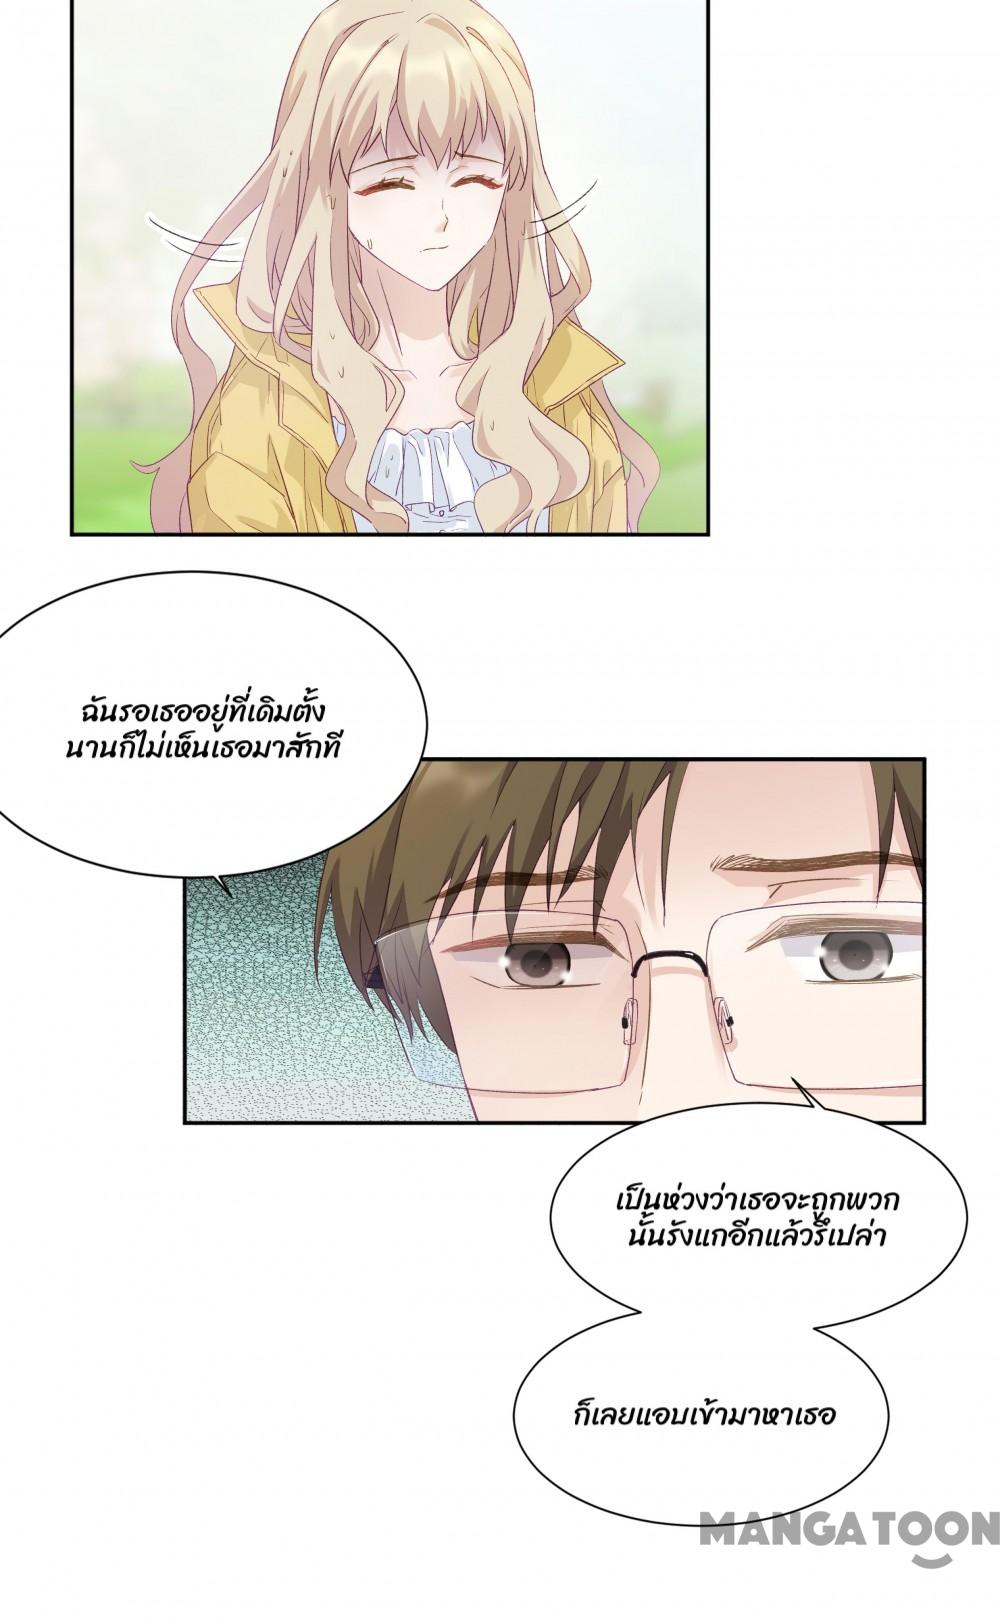 ฉันรอเธออยู่ที่เดิมตั้ง
นานก็ไม่เห็นเธอมาสักที
เป็นห่วงว่าเธอจะถูกพวก
นั้นรังแกอีกแล้วรึเปล่า
ก็เลยแอบเข้ามาหาเธอ
MANGATOON